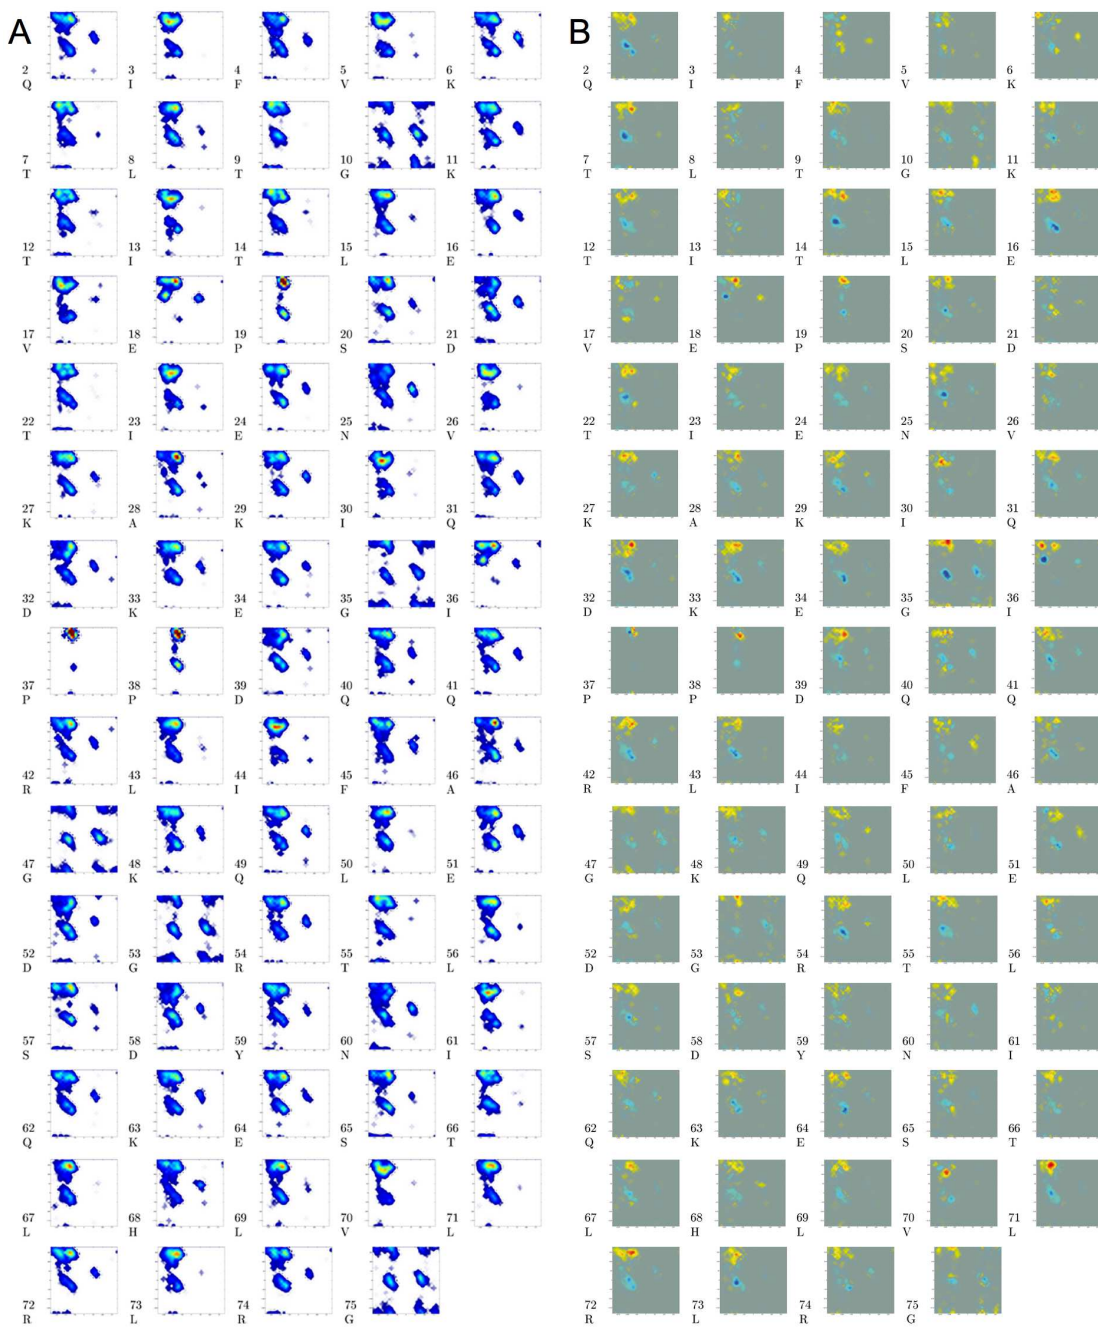 A B
2 3 4 5 6 2 3 4 5 6
Q I F V K Q I F V K
7 8 9 10 11 7 8 9 10 11
T L T G K T L T G K
12 13 14 15 16 12 13 14 15 16
T I T L E T I T L E
17 18 19 20 21 17 18 19 20 21
V E P S D V E P S D
22 23 24 25 26 22 23 24 25 26
T I E N V T I E N V
27 28 29 30 31 27 28 29 30 31
K A K I Q K A K I Q
32 33 34 35 36 32 33 34 35 36
D K E G I D K E G I
37 38 39 40 41 37 38 39 40 41
P P D Q Q P P D Q Q
42 43 44 45 46 42 43 44 45 46
R L I F A R L I F A
47 48 49 50 51 47 48 49 50 51
G K Q L E G K Q L E
52 53 54 55 56 52 53 54 55 56
D G R T L D G R T L
57 58 59 60 61 57 58 59 60 61
S D Y N I S D Y N I
62 63 64 65 66 62 63 64 65 66
Q K E S T Q K E S T
67 68 69 70 71 67 68 69 70 71
L H L V L L H L V L
72 73 74 75 72 73 74 75
R L R G R L R G